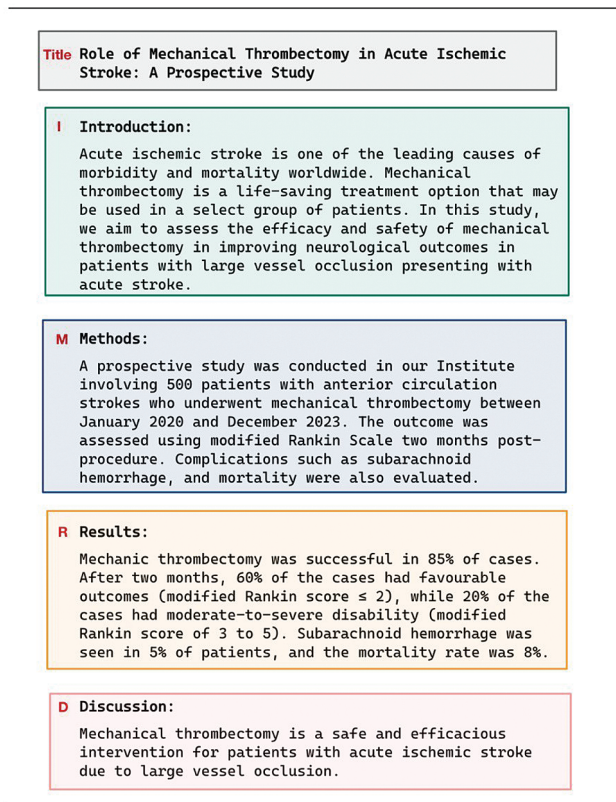 Title Role of Mechanical Thrombectomy in Acute Ischemic
Stroke: A Prospective Study
I Introduction:
Acute ischemic stroke is one of the leading causes of
morbidity and mortality worldwide. Mechanical
thrombectomy is a life-saving treatment option that may
be used in a select group of patients. In this study,
we aim to assess the efficacy and safety of mechanical
thrombectomy in improving neurological outcomes in
patients with large vessel occlusion presenting with
acute stroke.
M Methods:
A prospective study was conducted in our Institute
involving 500 patients with anterior circulation
strokes who underwent mechanical thrombectomy between
January 2020 and December 2023. The outcome was
assessed using modified Rankin Scale two months post-
procedure. Complications such as subarachnoid
hemorrhage, and mortality were also evaluated.
R Results:
Mechanic thrombectomy was successful in 85% of cases.
After two months, 60% of the cases had favourable
outcomes (modified Rankin score ≤ 2), while 20% of the
cases had moderate-to-severe disability (modified
Rankin score of 3 to 5). Subarachnoid hemorrhage was
seen in 5% of patients, and the mortality rate was 8%.
D Discussion:
Mechanical thrombectomy is a safe and efficacious
intervention for patients with acute ischemic stroke
due to large vessel occlusion.